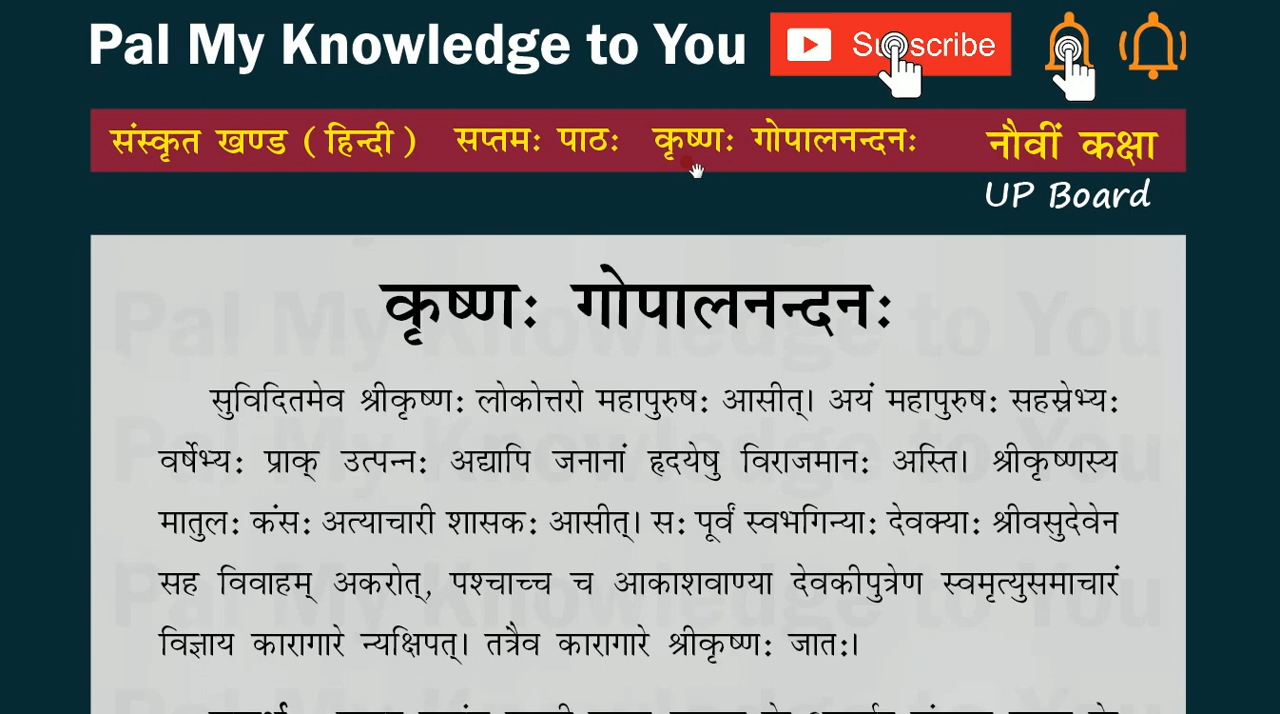 Pal My Knowledge to You Subscribe
संस्कृत खण्ड ( हिन्दी ) सप्तमः पाठः कृष्णः गोपालनन्दनः नौवीं कक्षा
UP Board
कृष्णः गोपालनन्दनः
सुविदितमेव श्रीकृष्णः लोकोत्तरो महापुरुषः आसीत्। अयं महापुरुषः सहस्रेभ्यः
वर्षेभ्यः प्राक् उत्पन्नः अद्यापि जनानां हृदयेषु विराजमानः अस्ति। श्रीकृष्णस्य
मातुलः कंसः अत्याचारी शासकः आसीत्। सः पूर्वं स्वभगिन्याः देवक्याः श्रीवसुदेवेन
सह विवाहम् अकरोत्, पश्चाच्च च आकाशवाण्या देवकीपुत्रेण स्वमृत्युसमाचारं
विज्ञाय कारागारे न्यक्षिपत्। तत्रैव कारागारे श्रीकृष्णः जातः।